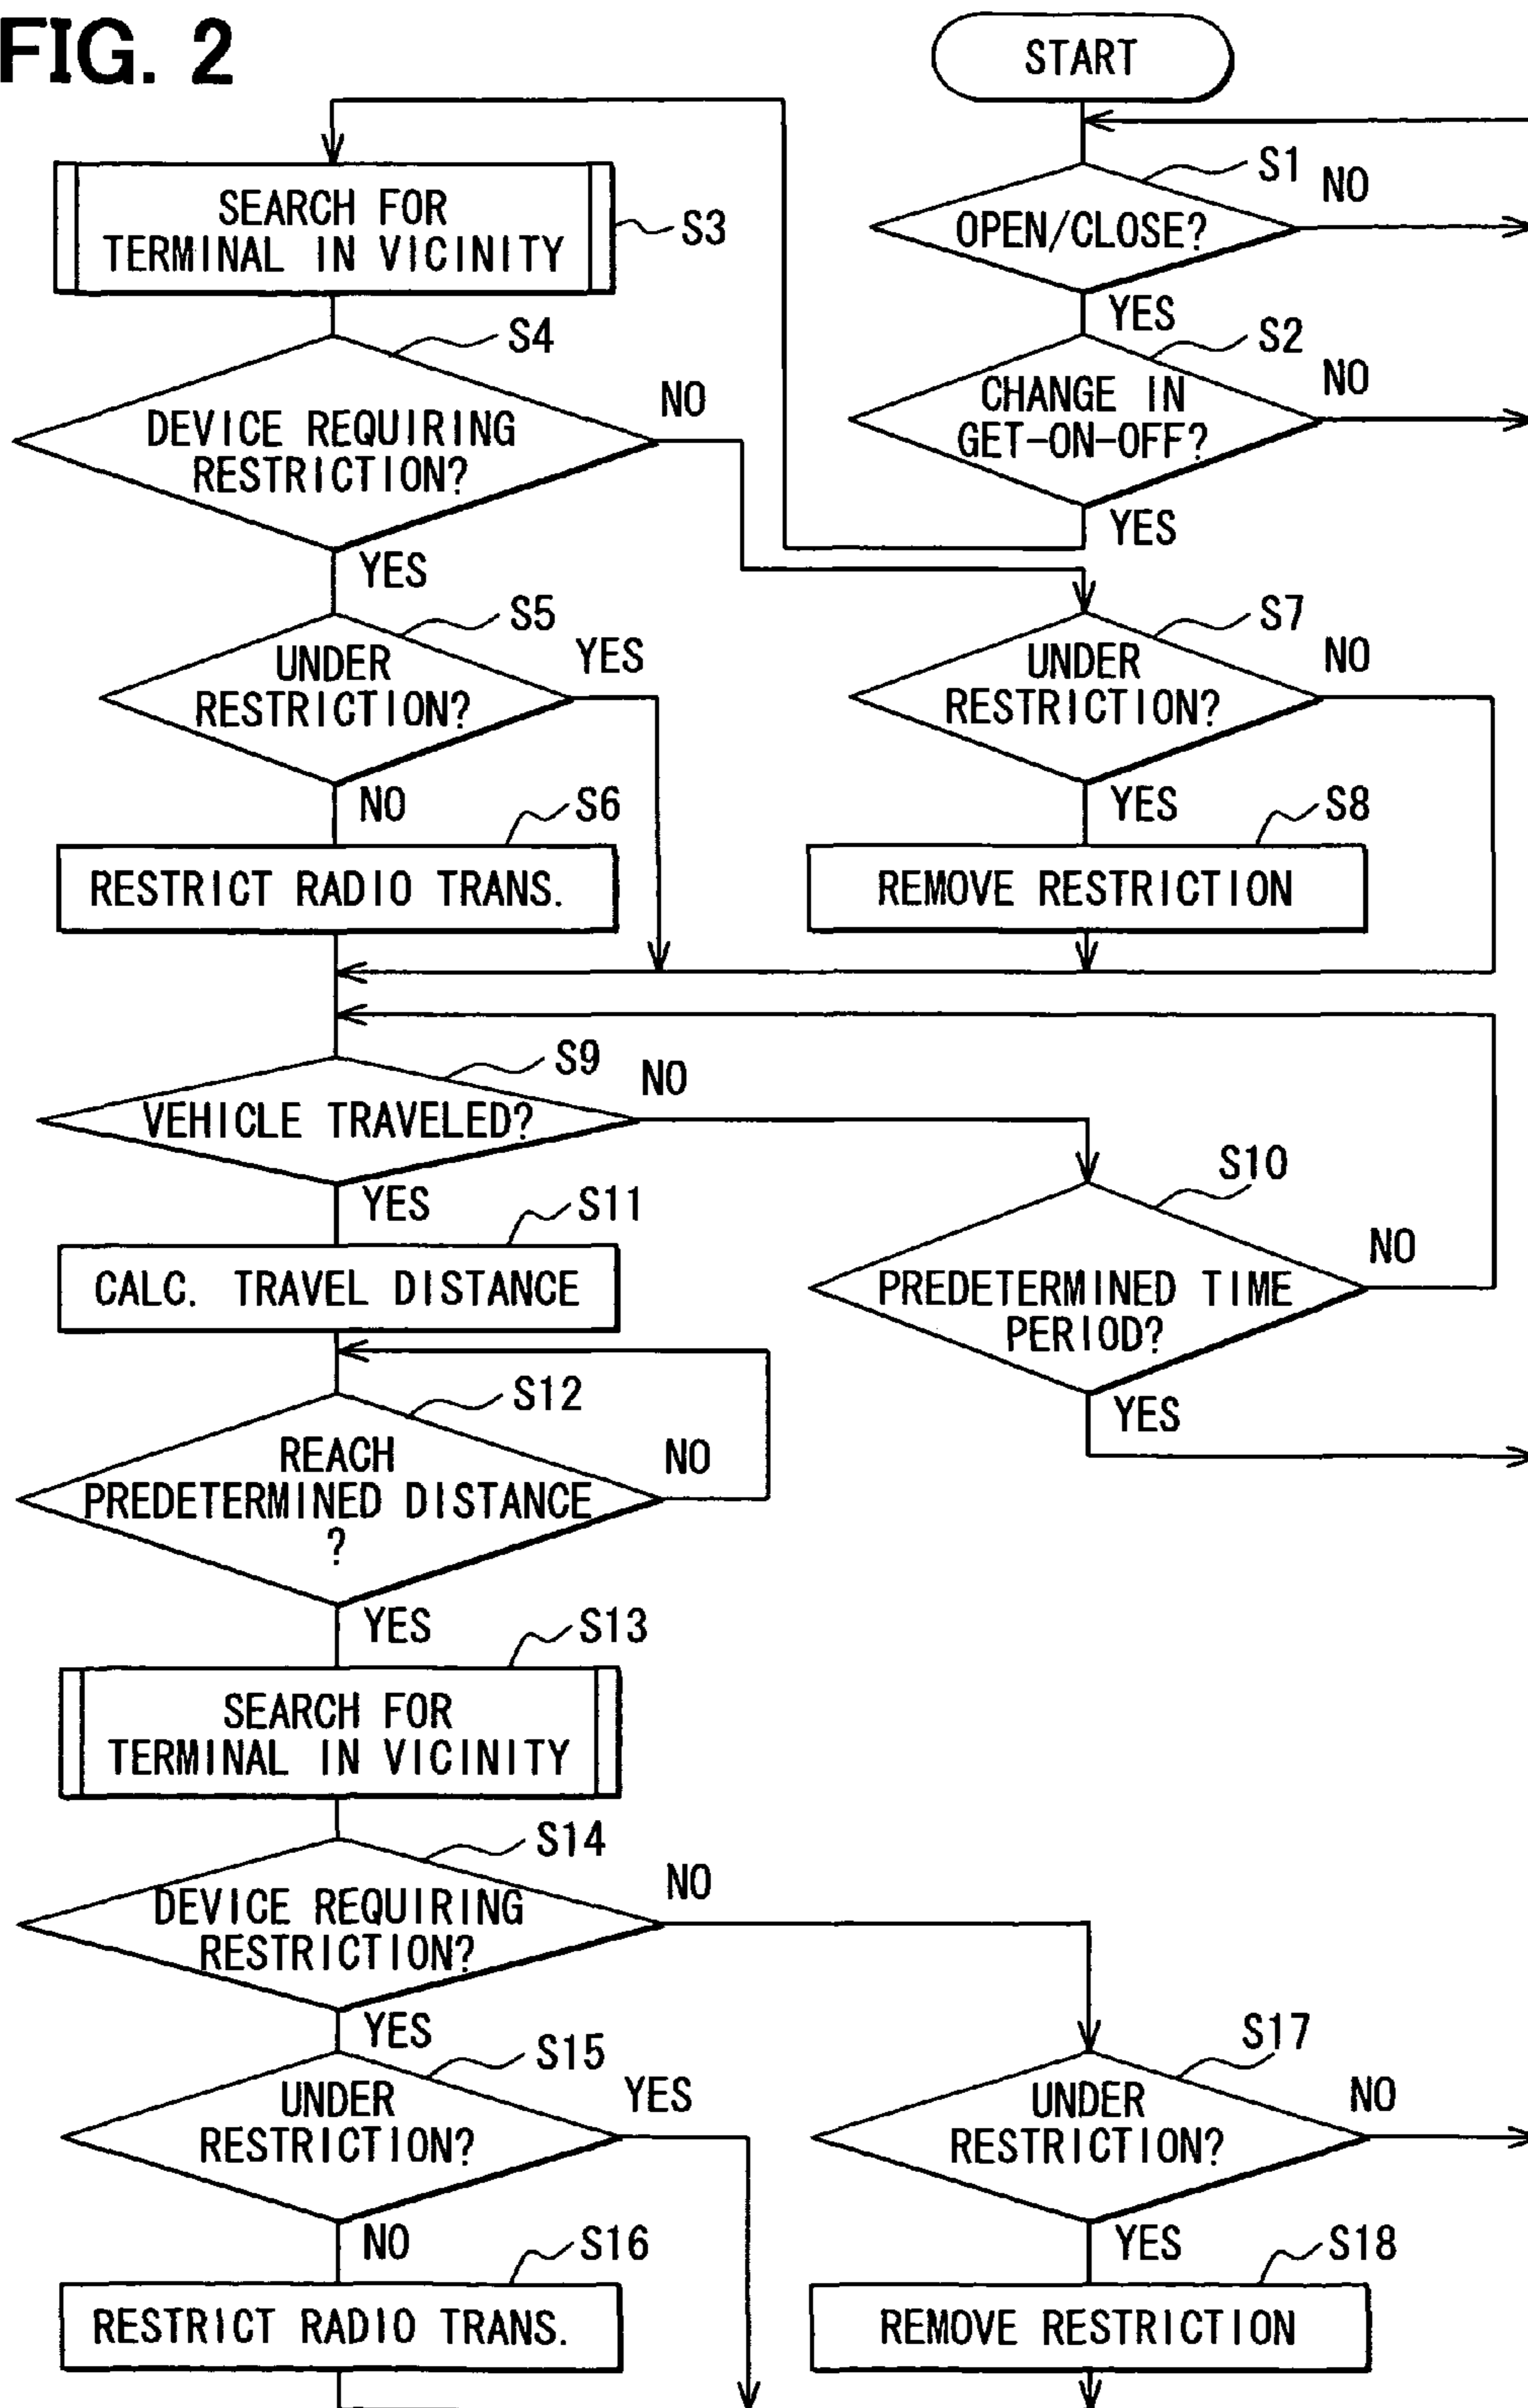 FIG. 2
START
S1
NO
OPEN/CLOSE?
YES
S2
NO
CHANGE IN
GET-ON-OFF?
YES
SEARCH FOR
TERMINAL IN VICINITY
S3
S4
NO
DEVICE REQUIRING
RESTRICTION?
YES
S5
YES
UNDER
RESTRICTION?
NO
S6
RESTRICT RADIO TRANS.
S7
NO
UNDER
RESTRICTION?
YES
S8
REMOVE RESTRICTION
S9
NO
VEHICLE TRAVELED?
YES
S10
NO
PREDETERMINED TIME
PERIOD?
YES
S11
CALC. TRAVEL DISTANCE
S12
NO
REACH
PREDETERMINED DISTANCE
?
YES
S13
SEARCH FOR
TERMINAL IN VICINITY
S14
NO
DEVICE REQUIRING
RESTRICTION?
YES
S15
YES
UNDER
RESTRICTION?
NO
S16
RESTRICT RADIO TRANS.
S17
NO
UNDER
RESTRICTION?
YES
S18
REMOVE RESTRICTION